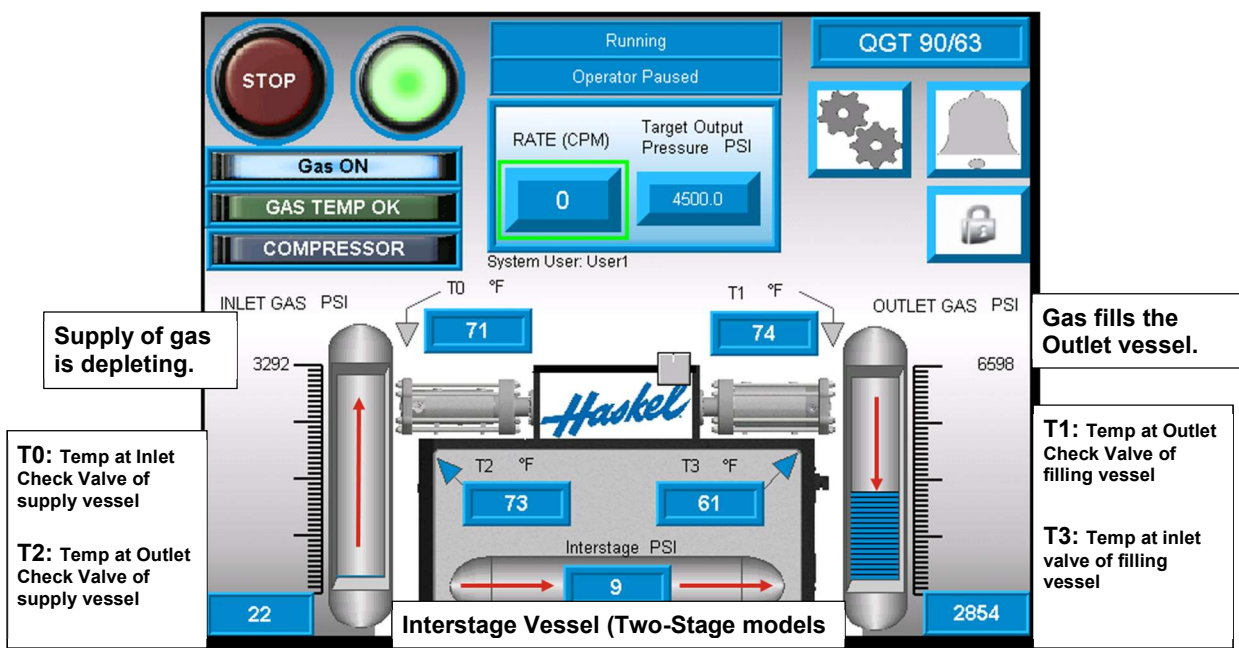 STOP
Running
Operator Paused
QGT 90/63
RATE (CPM)
Target Output
Pressure PSI
0
4500.0
Gas ON
GAS TEMP OK
COMPRESSOR
System User: User1
INLET GAS PSI
T0 °F
71
T1 °F
74
OUTLET GAS PSI
Supply of gas
is depleting.
3292
Haskel
6598
Gas fills the
Outlet vessel.
T0: Temp at Inlet
Check Valve of
supply vessel
T2: Temp at Outlet
Check Valve of
supply vessel
T2 °F
73
T3 °F
61
T1: Temp at Outlet
Check Valve of
filling vessel
T3: Temp at inlet
valve of filling
vessel
Interstage PSI
9
22
Interstage Vessel (Two-Stage models
2854